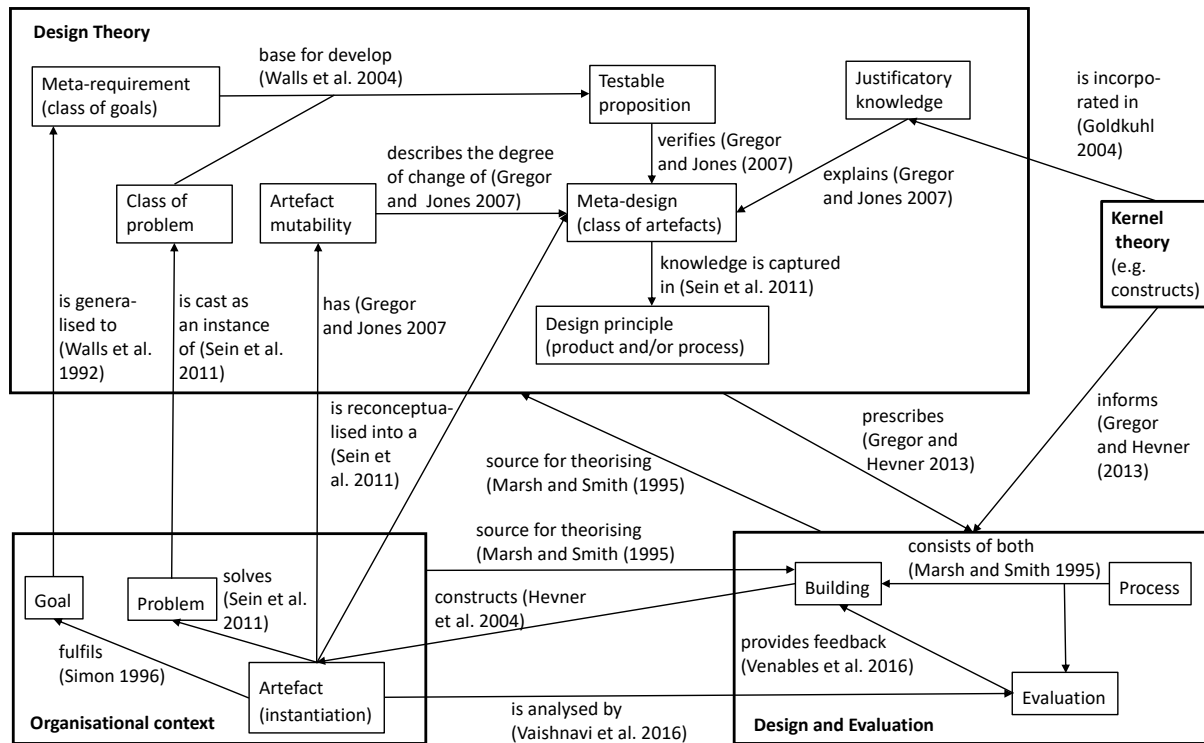 Design Theory
base for develop
(Walls et al. 2004)
Meta-requirement
(class of goals)
Testable
proposition
Justificatory
knowledge
is incorpo-
rated in
(Goldkuhl
2004)
verifies (Gregor
and Jones (2007)
describes the degree
of change of (Gregor
and Jones 2007)
explains (Gregor
and Jones 2007)
Class of
problem
Artefact
mutability
Meta-design
(class of artefacts)
Kernel
theory
(e.g.
constructs)
knowledge is captured
in (Sein et al. 2011)
is genera-
lised to
(Walls et al.
1992)
is cast as
an instance
of (Sein et al.
2011)
has (Gregor
and Jones 2007
Design principle
(product and/or process)
is reconceptua-
lised into a
(Sein et
al. 2011)
prescribes
(Gregor and
Hevner 2013)
informs
(Gregor
and Hevner
(2013)
source for theorising
(Marsh and Smith (1995)
source for theorising
(Marsh and Smith (1995)
consists of both
(Marsh and Smith 1995)
Goal
Problem
solves
(Sein et al.
2011)
constructs (Hevner
et al. 2004)
Building
Process
fulfils
(Simon 1996)
provides feedback
(Venables et al. 2016)
Artefact
(instantiation)
Evaluation
Organisational context
is analysed by
(Vaishnavi et al. 2016)
Design and Evaluation